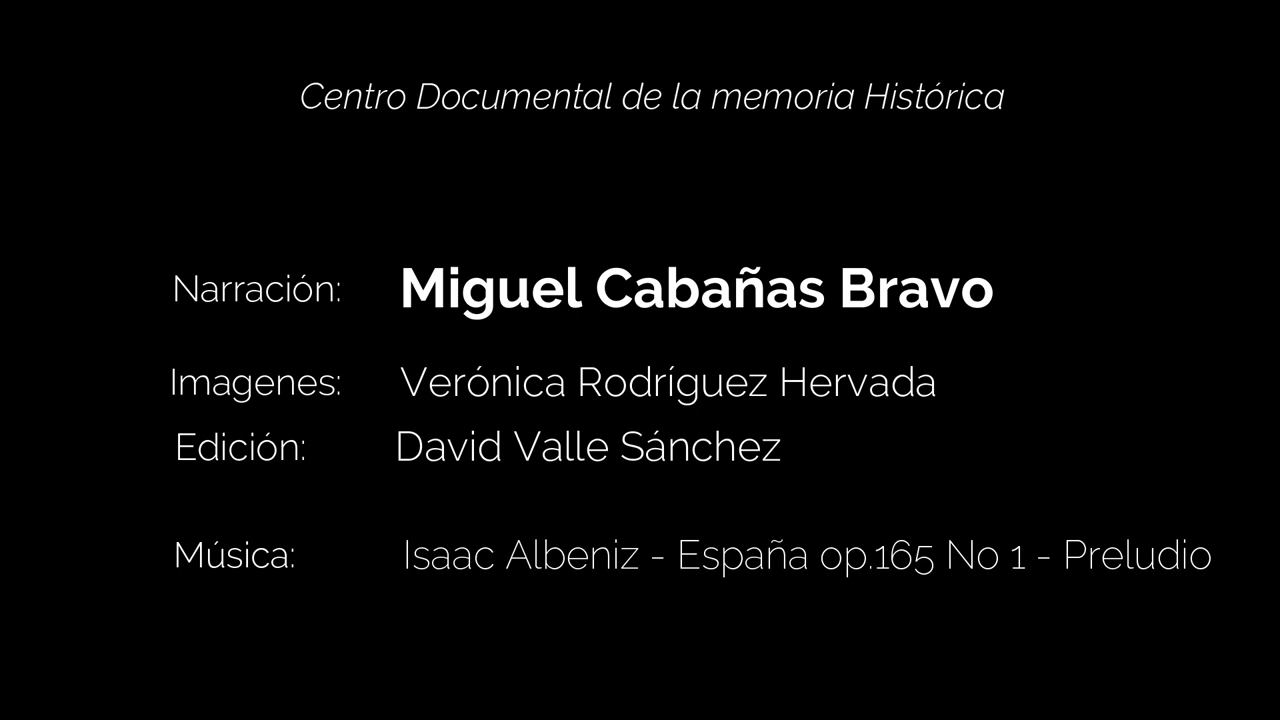 Centro Documental de la memoria Histórica
Narración: Miguel Cabañas Bravo
Imagenes: Verónica Rodríguez Hervada
Edición: David Valle Sánchez
Música: Isaac Albeniz - España op.165 No 1 - Preludio